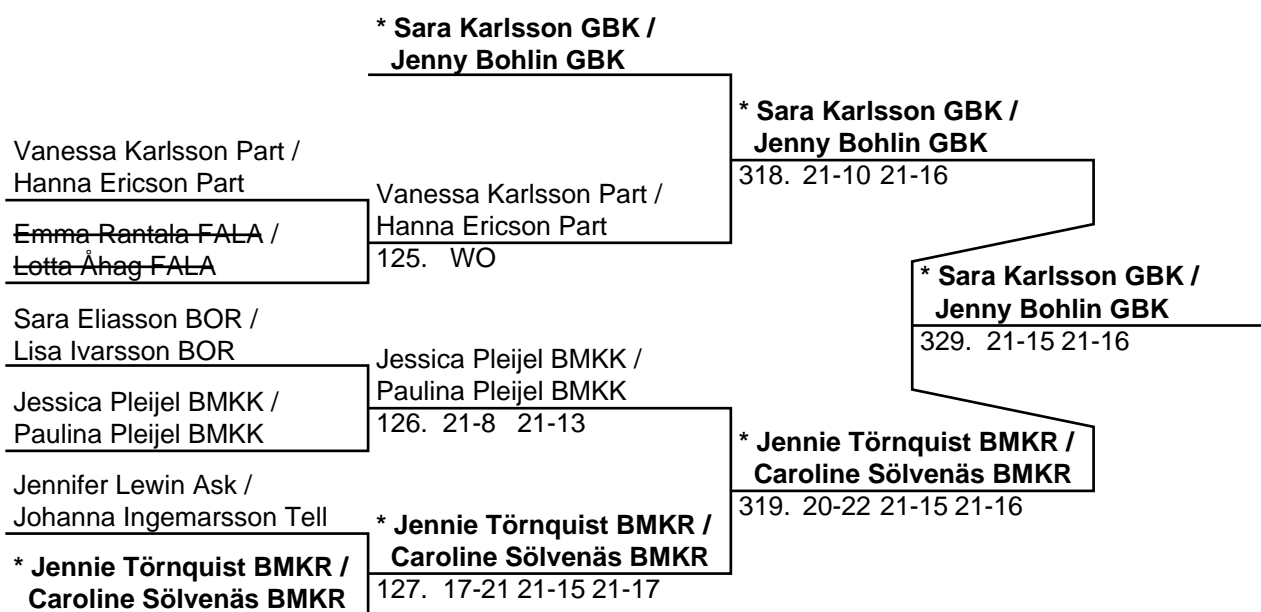 * Sara Karlsson GBK /
Jenny Bohlin GBK
Vanessa Karlsson Part /
Hanna Ericson Part
Emma Rantala FALA /
Lotta Åhag FALA
Sara Eliasson BOR /
Lisa Ivarsson BOR
Jessica Pleijel BMKK /
Paulina Pleijel BMKK
Jennifer Lewin Ask /
Johanna Ingemarsson Tell
* Jennie Törnquist BMKR /
Caroline Sölvenäs BMKR
Vanessa Karlsson Part /
Hanna Ericson Part
125. WO
Jessica Pleijel BMKK /
Paulina Pleijel BMKK
126. 21-8 21-13
* Jennie Törnquist BMKR /
Caroline Sölvenäs BMKR
127. 17-21 21-15 21-17
* Sara Karlsson GBK /
Jenny Bohlin GBK
318. 21-10 21-16
* Jennie Törnquist BMKR /
Caroline Sölvenäs BMKR
319. 20-22 21-15 21-16
* Sara Karlsson GBK /
Jenny Bohlin GBK
329. 21-15 21-16